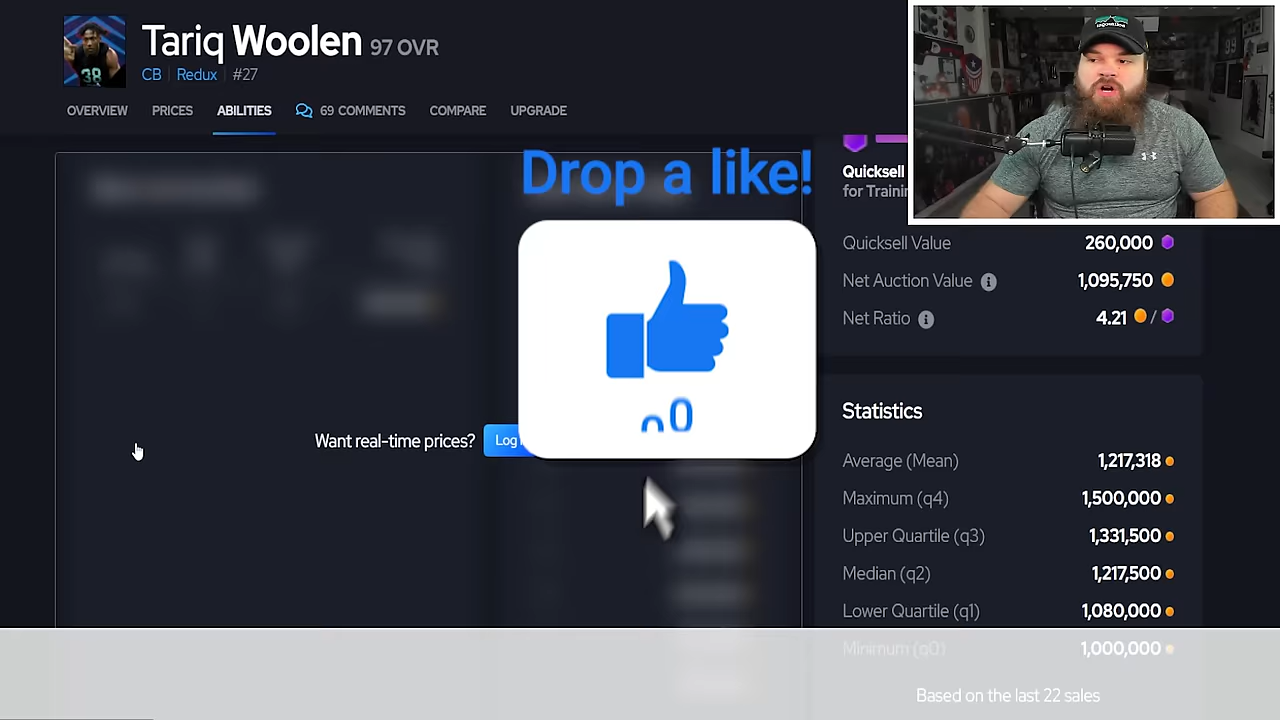 Tariq Woolen 97 OVR
CB | Redux | #27
OVERVIEW PRICES ABILITIES 69 COMMENTS COMPARE UPGRADE
Drop a like!
Quicksell
for Trainin
Quicksell Value 260,000
Net Auction Value 1,095,750
Net Ratio 4.21 /
Want real-time prices? Log
Statistics
Average (Mean) 1,217,318
Maximum (q4) 1,500,000
Upper Quartile (q3) 1,331,500
Median (q2) 1,217,500
Lower Quartile (q1) 1,080,000
Minimum (q0) 1,000,000
Based on the last 22 sales